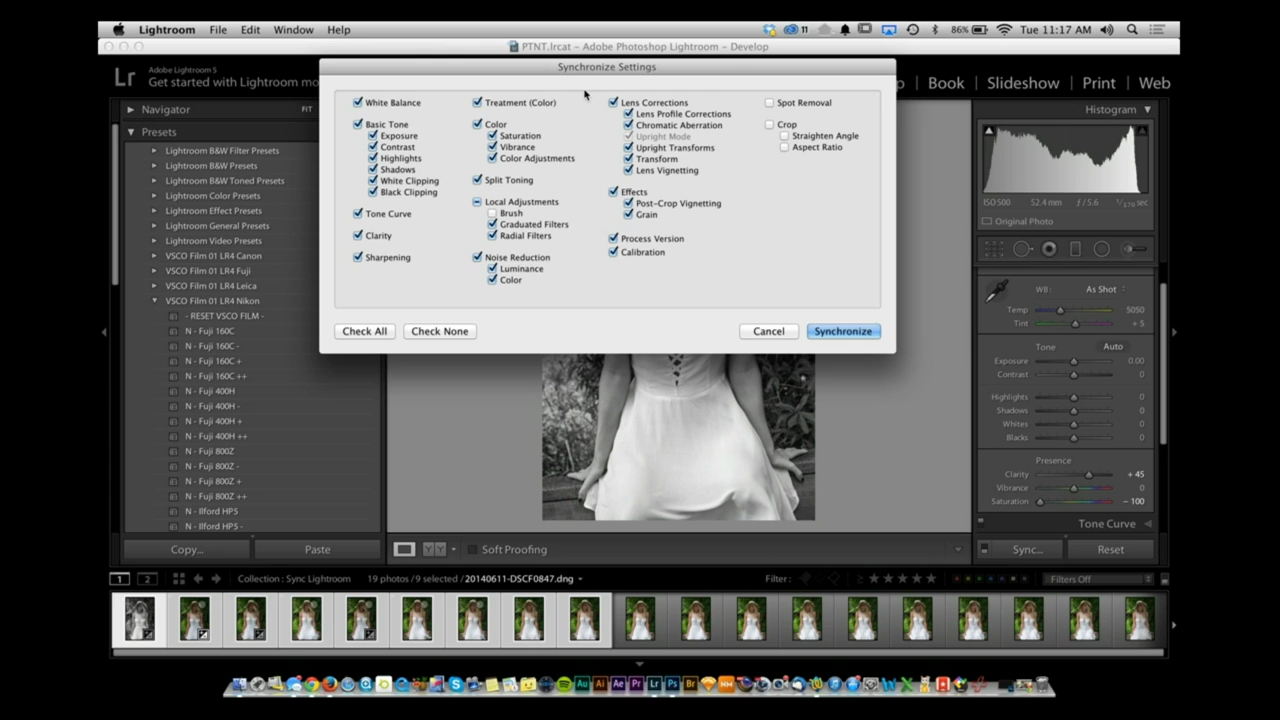 Lightroom File Edit Window Help
11 86% Tue 11:17 AM
PTNT.lrcat – Adobe Photoshop Lightroom – Develop
Lr
Adobe Lightroom 5
Get started with Lightroom mo
Book Slideshow Print Web
Synchronize Settings
White Balance
Basic Tone
Exposure
Contrast
Highlights
Shadows
White Clipping
Black Clipping
Tone Curve
Clarity
Sharpening
Treatment (Color)
Color
Saturation
Vibrance
Color Adjustments
Split Toning
Local Adjustments
Brush
Graduated Filters
Radial Filters
Noise Reduction
Luminance
Color
Lens Corrections
Lens Profile Corrections
Chromatic Aberration
Upright Mode
Upright Transforms
Transform
Lens Vignetting
Effects
Post-Crop Vignetting
Grain
Process Version
Calibration
Spot Removal
Crop
Straighten Angle
Aspect Ratio
Check All Check None Cancel Synchronize
Navigator FIT
Presets
Lightroom B&W Filter Presets
Lightroom B&W Presets
Lightroom B&W Toned Presets
Lightroom Color Presets
Lightroom Effect Presets
Lightroom General Presets
Lightroom Video Presets
VSCO Film 01 LR4 Canon
VSCO Film 01 LR4 Fuji
VSCO Film 01 LR4 Leica
VSCO Film 01 LR4 Nikon
- RESET VSCO FILM -
N - Fuji 160C
N - Fuji 160C -
N - Fuji 160C +
N - Fuji 160C ++
N - Fuji 400H
N - Fuji 400H -
N - Fuji 400H +
N - Fuji 400H ++
N - Fuji 800Z
N - Fuji 800Z -
N - Fuji 800Z +
N - Fuji 800Z ++
N - Ilford HP5
N - Ilford HP5 -
Copy... Paste
Histogram
ISO 500 52.4 mm f / 5.6 1/170 sec
Original Photo
WB: As Shot
Temp 5050
Tint + 5
Tone Auto
Exposure 0.00
Contrast 0
Highlights 0
Shadows 0
Whites 0
Blacks 0
Presence
Clarity + 45
Vibrance 0
Saturation – 100
Tone Curve
Sync... Reset
YY Soft Proofing
1 2 Collection : Sync Lightroom 19 photos / 9 selected / 20140611-DSCF0847.dng Filter : Filters Off
Au Ai Ae Pr Lr Ps Br